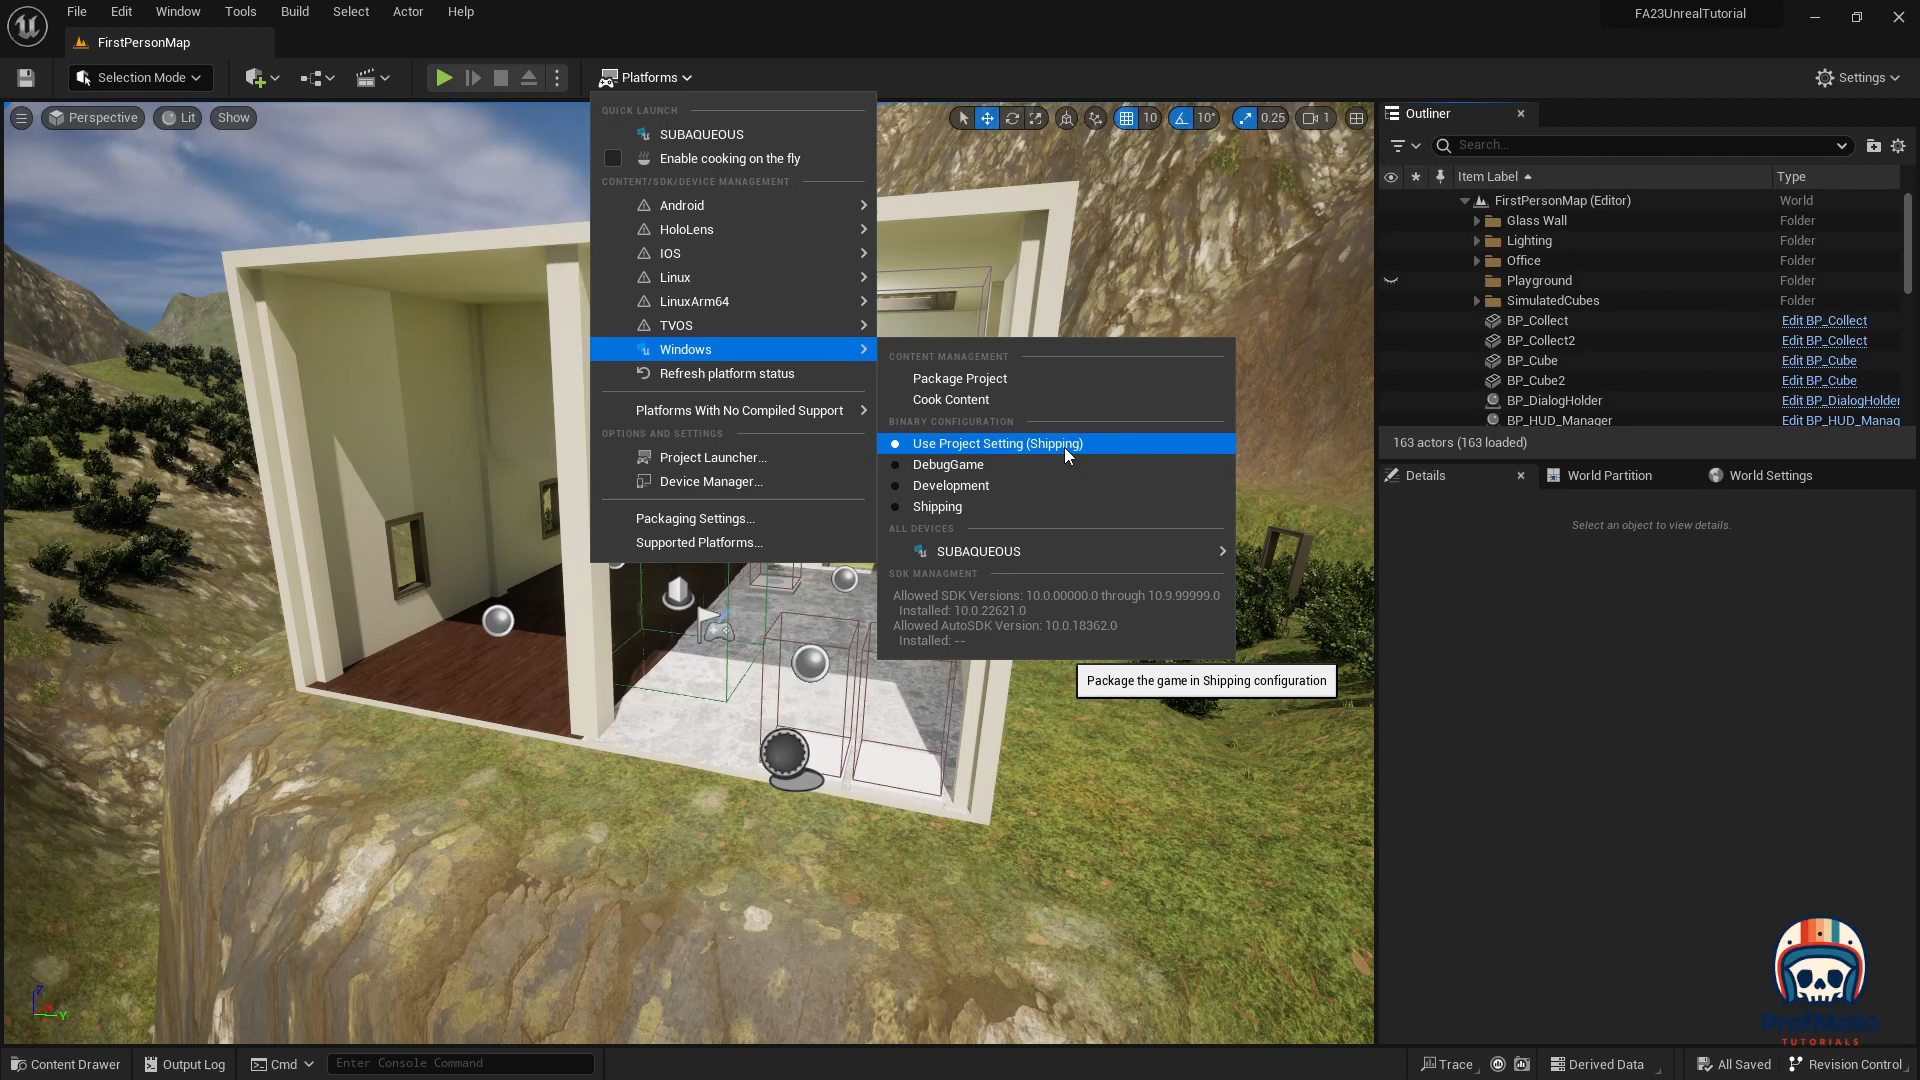 File Edit Window Tools Build Select Actor Help
FA23UnrealTutorial
FirstPersonMap
Selection Mode
Platforms
Settings
Perspective
Lit
Show
10
10°
0.25
1
QUICK LAUNCH
SUBAQUEOUS
Enable cooking on the fly
CONTENT/SDK/DEVICE MANAGEMENT
Android
HoloLens
IOS
Linux
LinuxArm64
TVOS
Windows
Refresh platform status
Platforms With No Compiled Support
OPTIONS AND SETTINGS
Project Launcher...
Device Manager...
Packaging Settings...
Supported Platforms...
CONTENT MANAGEMENT
Package Project
Cook Content
BINARY CONFIGURATION
Use Project Setting (Shipping)
DebugGame
Development
Shipping
ALL DEVICES
SUBAQUEOUS
SDK MANAGMENT
Allowed SDK Versions: 10.0.00000.0 through 10.9.99999.0
Installed: 10.0.22621.0
Allowed AutoSDK Version: 10.0.18362.0
Installed: --
Package the game in Shipping configuration
Outliner
Search...
Item Label Type
FirstPersonMap (Editor) World
Glass Wall Folder
Lighting Folder
Office Folder
Playground Folder
SimulatedCubes Folder
BP_Collect Edit BP_Collect
BP_Collect2 Edit BP_Collect
BP_Cube Edit BP_Cube
BP_Cube2 Edit BP_Cube
BP_DialogHolder Edit BP_DialogHolder
BP_HUD_Manager Edit BP_HUD_Manag
163 actors (163 loaded)
Details
World Partition
World Settings
Select an object to view details.
Z
Y
ProfMoto
TUTORIALS
Content Drawer
Output Log
Cmd
Enter Console Command
Trace
Derived Data
All Saved
Revision Control